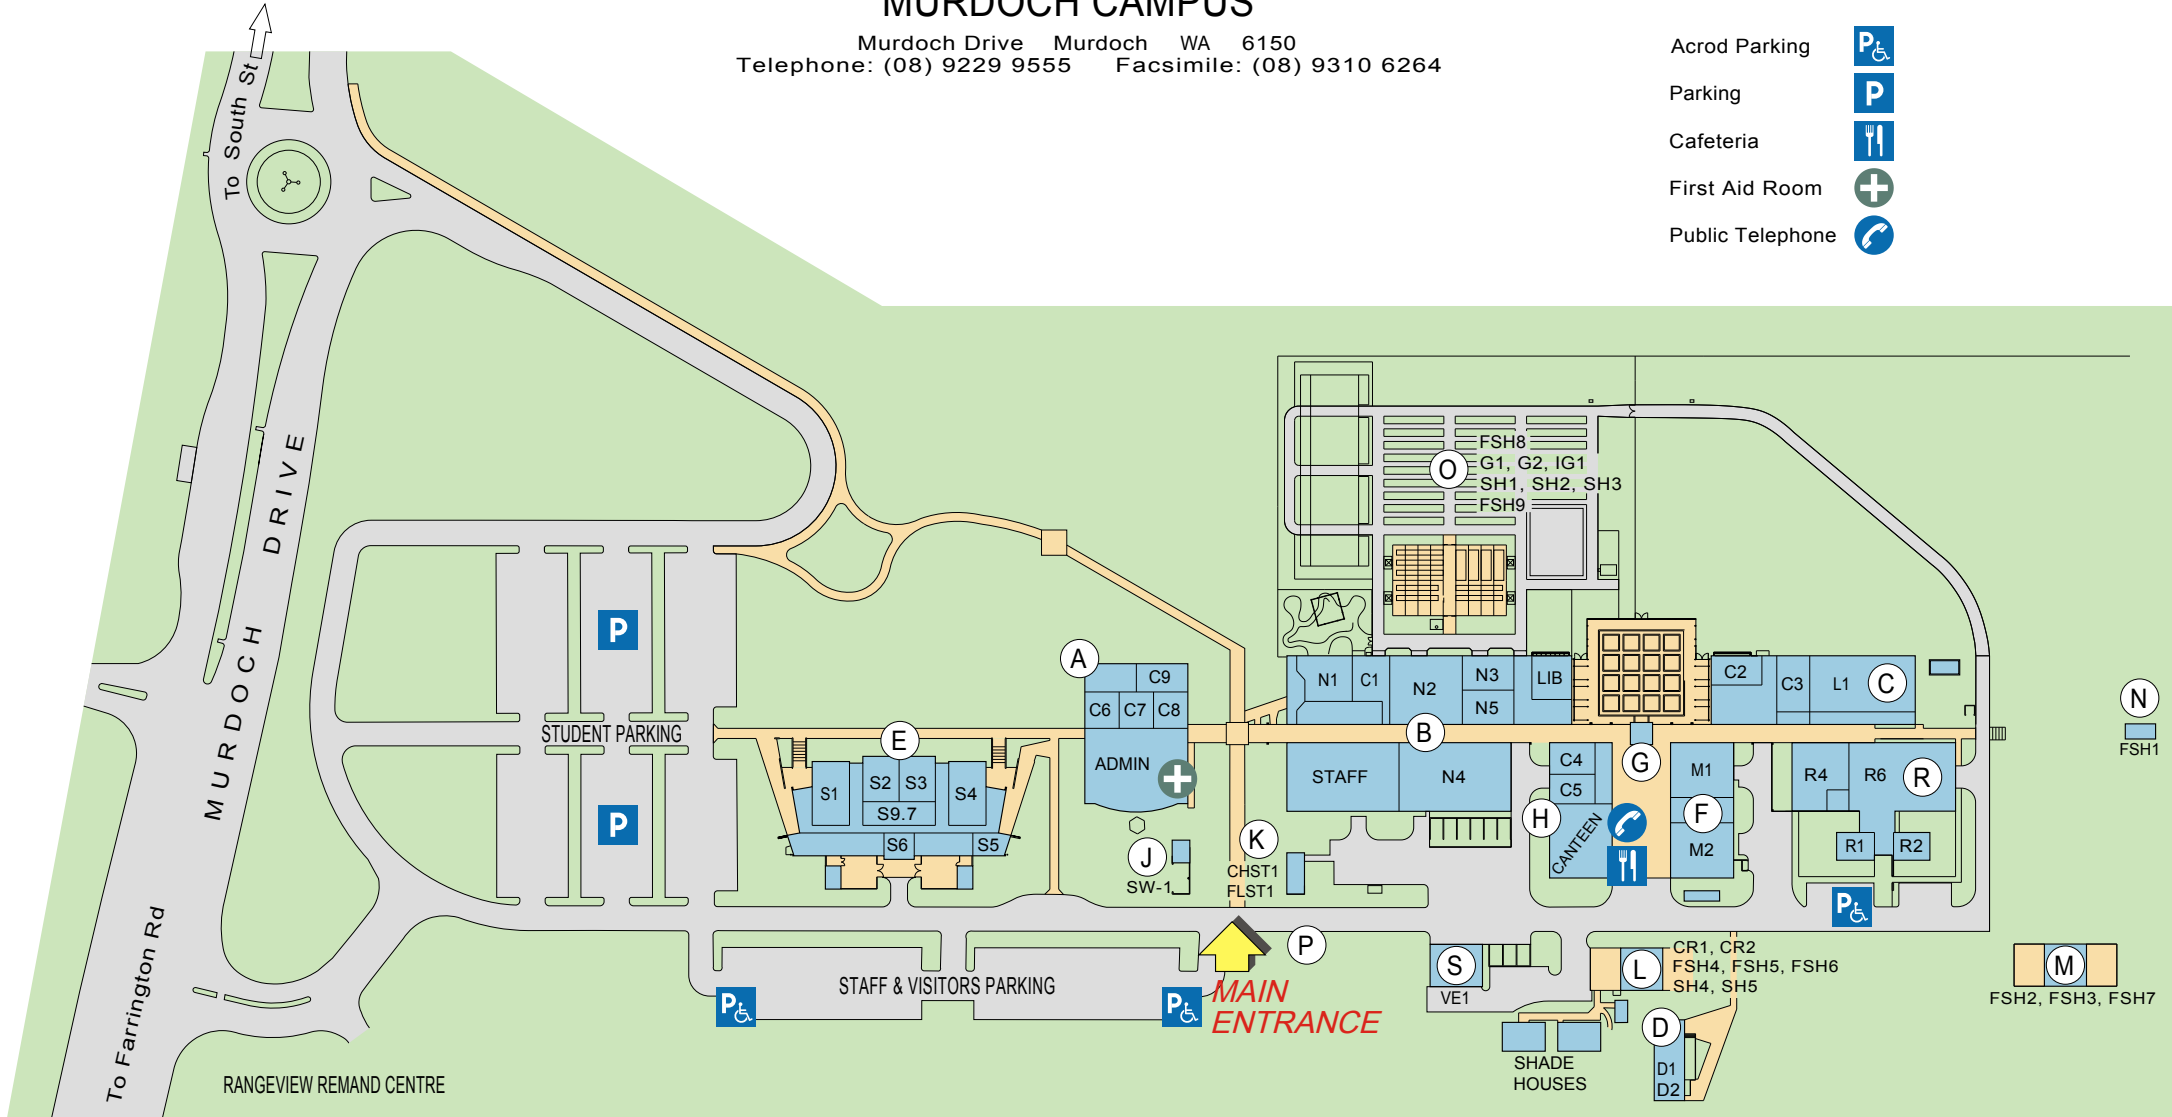 MURDOCH CAMPUS
Murdoch Drive Murdoch WA 6150
Telephone: (08) 9229 9555 Facsimile: (08) 9310 6264
Acrod Parking P
Parking P
Cafeteria
First Aid Room
Public Telephone
To South St
MURDOCH DRIVE
To Farrington Rd
RANGEVIEW REMAND CENTRE
P
STUDENT PARKING
P
STAFF & VISITORS PARKING
P
P
MAIN
ENTRANCE
P
E
S1
S2
S3
S4
S9.7
S6
S5
A
C9
C6
C7
C8
ADMIN
J
SW-1
K
CHST1
FLST1
O
FSH8
G1, G2, IG1
SH1, SH2, SH3
FSH9
N1
C1
N2
N3
N5
LIB
B
STAFF
N4
C2
C3
L1
C
G
C4
C5
H
CANTEEN
M1
F
M2
R4
R6
R
R1
R2
P
N
FSH1
S
VE1
L
CR1, CR2
FSH4, FSH5, FSH6
SH4, SH5
M
FSH2, FSH3, FSH7
SHADE
HOUSES
D
D1
D2